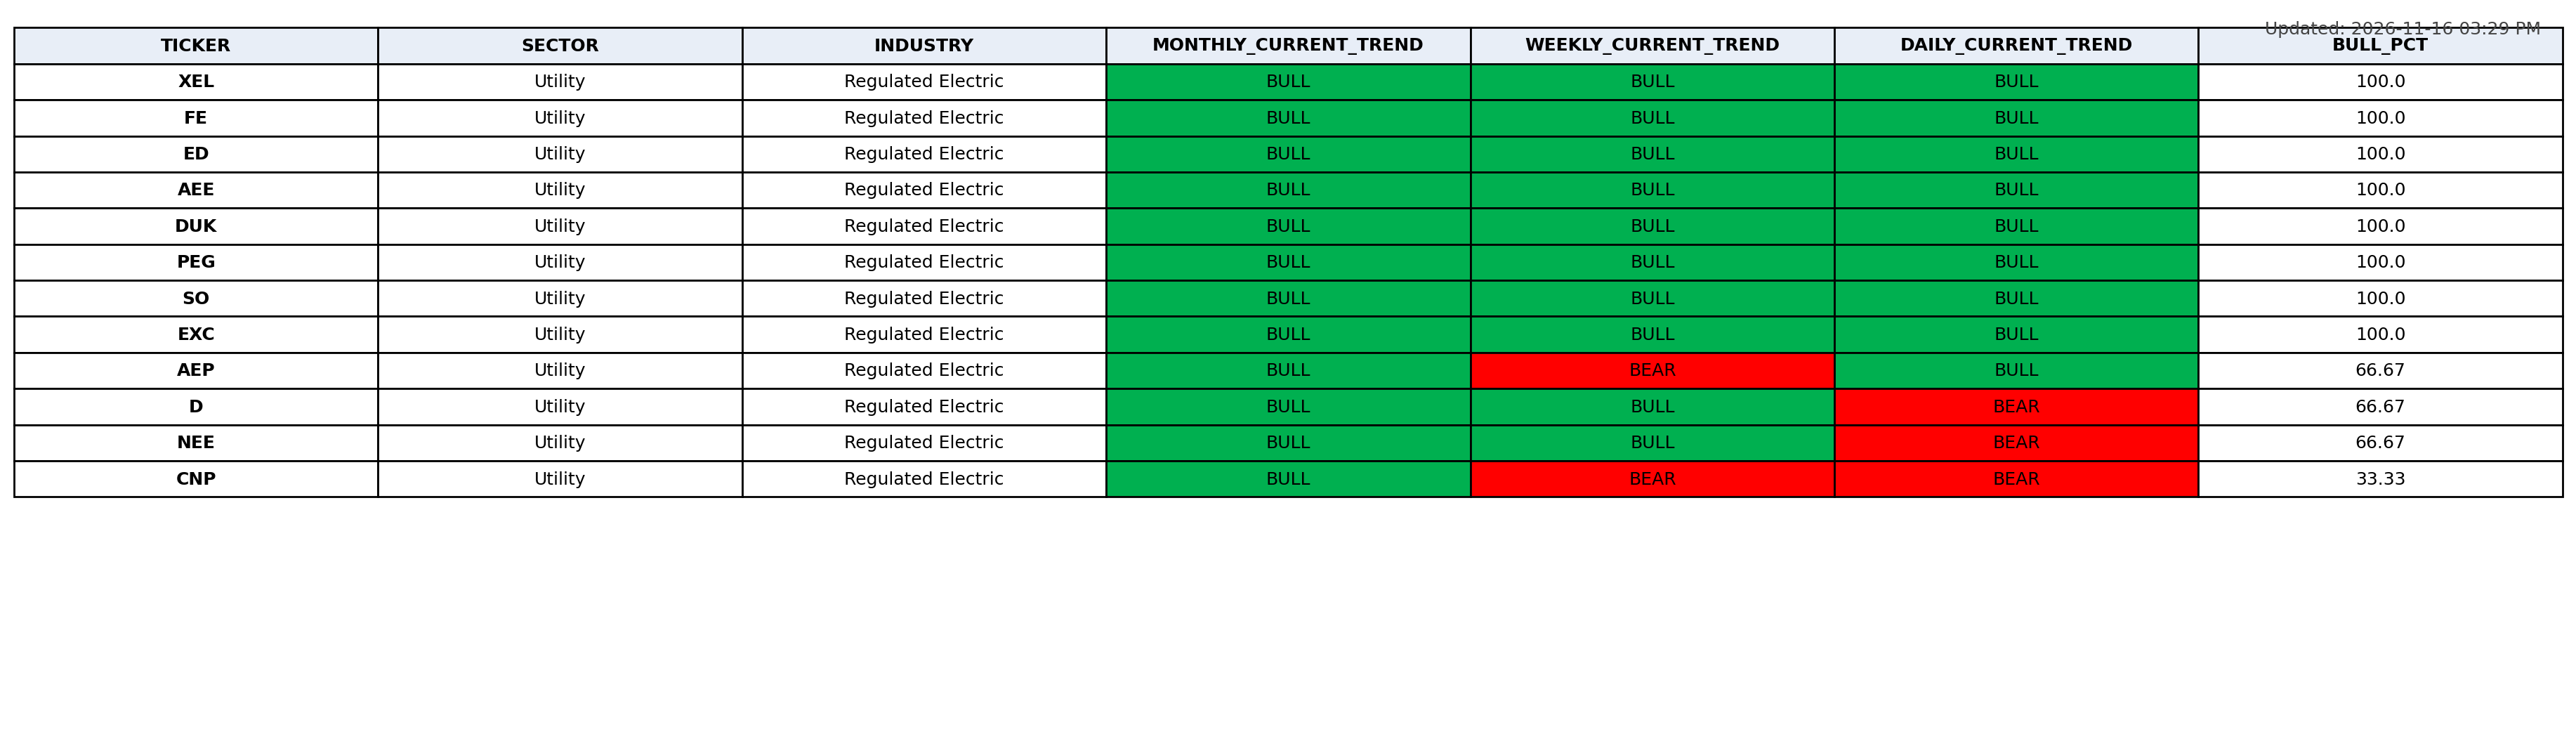 Updated: 2026-11-16 03:29 PM
TICKER SECTOR INDUSTRY MONTHLY_CURRENT_TREND WEEKLY_CURRENT_TREND DAILY_CURRENT_TREND BULL_PCT
XEL Utility Regulated Electric BULL BULL BULL 100.0
FE Utility Regulated Electric BULL BULL BULL 100.0
ED Utility Regulated Electric BULL BULL BULL 100.0
AEE Utility Regulated Electric BULL BULL BULL 100.0
DUK Utility Regulated Electric BULL BULL BULL 100.0
PEG Utility Regulated Electric BULL BULL BULL 100.0
SO Utility Regulated Electric BULL BULL BULL 100.0
EXC Utility Regulated Electric BULL BULL BULL 100.0
AEP Utility Regulated Electric BULL BEAR BULL 66.67
D Utility Regulated Electric BULL BULL BEAR 66.67
NEE Utility Regulated Electric BULL BULL BEAR 66.67
CNP Utility Regulated Electric BULL BEAR BEAR 33.33